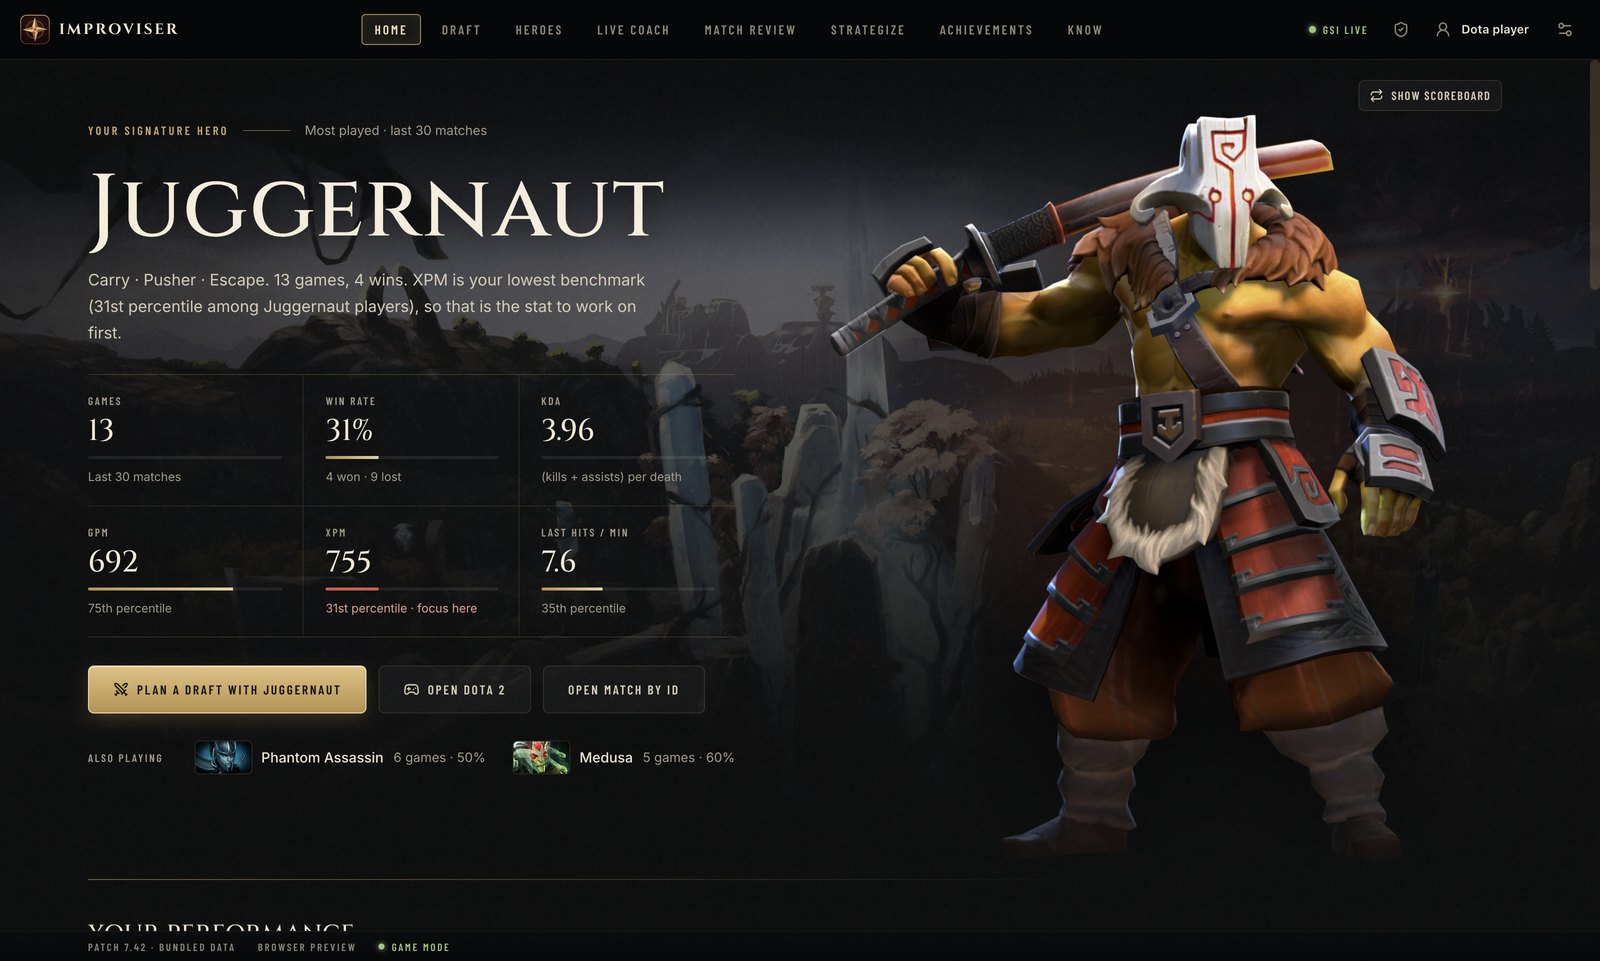 IMPROVISER
HOME
DRAFT
HEROES
LIVE COACH
MATCH REVIEW
STRATEGIZE
ACHIEVEMENTS
KNOW
GSI LIVE
Dota player
SHOW SCOREBOARD
YOUR SIGNATURE HERO
Most played · last 30 matches
JUGGERNAUT
Carry · Pusher · Escape. 13 games, 4 wins. XPM is your lowest benchmark
(31st percentile among Juggernaut players), so that is the stat to work on
first.
GAMES
13
Last 30 matches
WIN RATE
31%
4 won · 9 lost
KDA
3.96
(kills + assists) per death
GPM
692
75th percentile
XPM
755
31st percentile · focus here
LAST HITS / MIN
7.6
35th percentile
PLAN A DRAFT WITH JUGGERNAUT
OPEN DOTA 2
OPEN MATCH BY ID
ALSO PLAYING
Phantom Assassin 6 games · 50%
Medusa 5 games · 60%
YOUR PERFORMANCE
PATCH 7.42 · BUNDLED DATA
BROWSER PREVIEW
GAME MODE